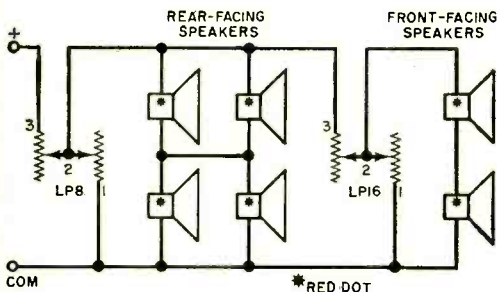 REAR-FACING
SPEAKERS
FRONT-FACING
SPEAKERS
+
3
2
LP8
1
3
2
LP16
1
COM
*RED DOT